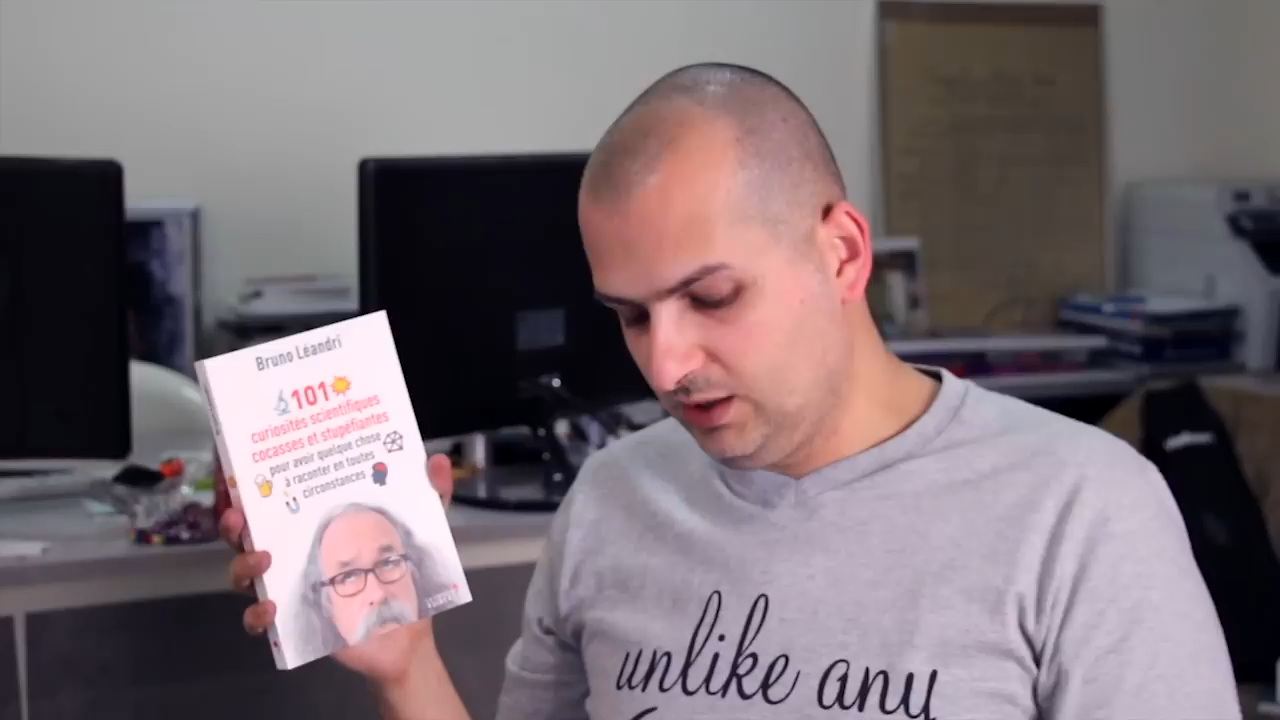 Bruno Léandri
101
curiosités scientifiques
cocasses et stupéfiantes
pour avoir quelque chose
à raconter en toutes
circonstances
unlike any